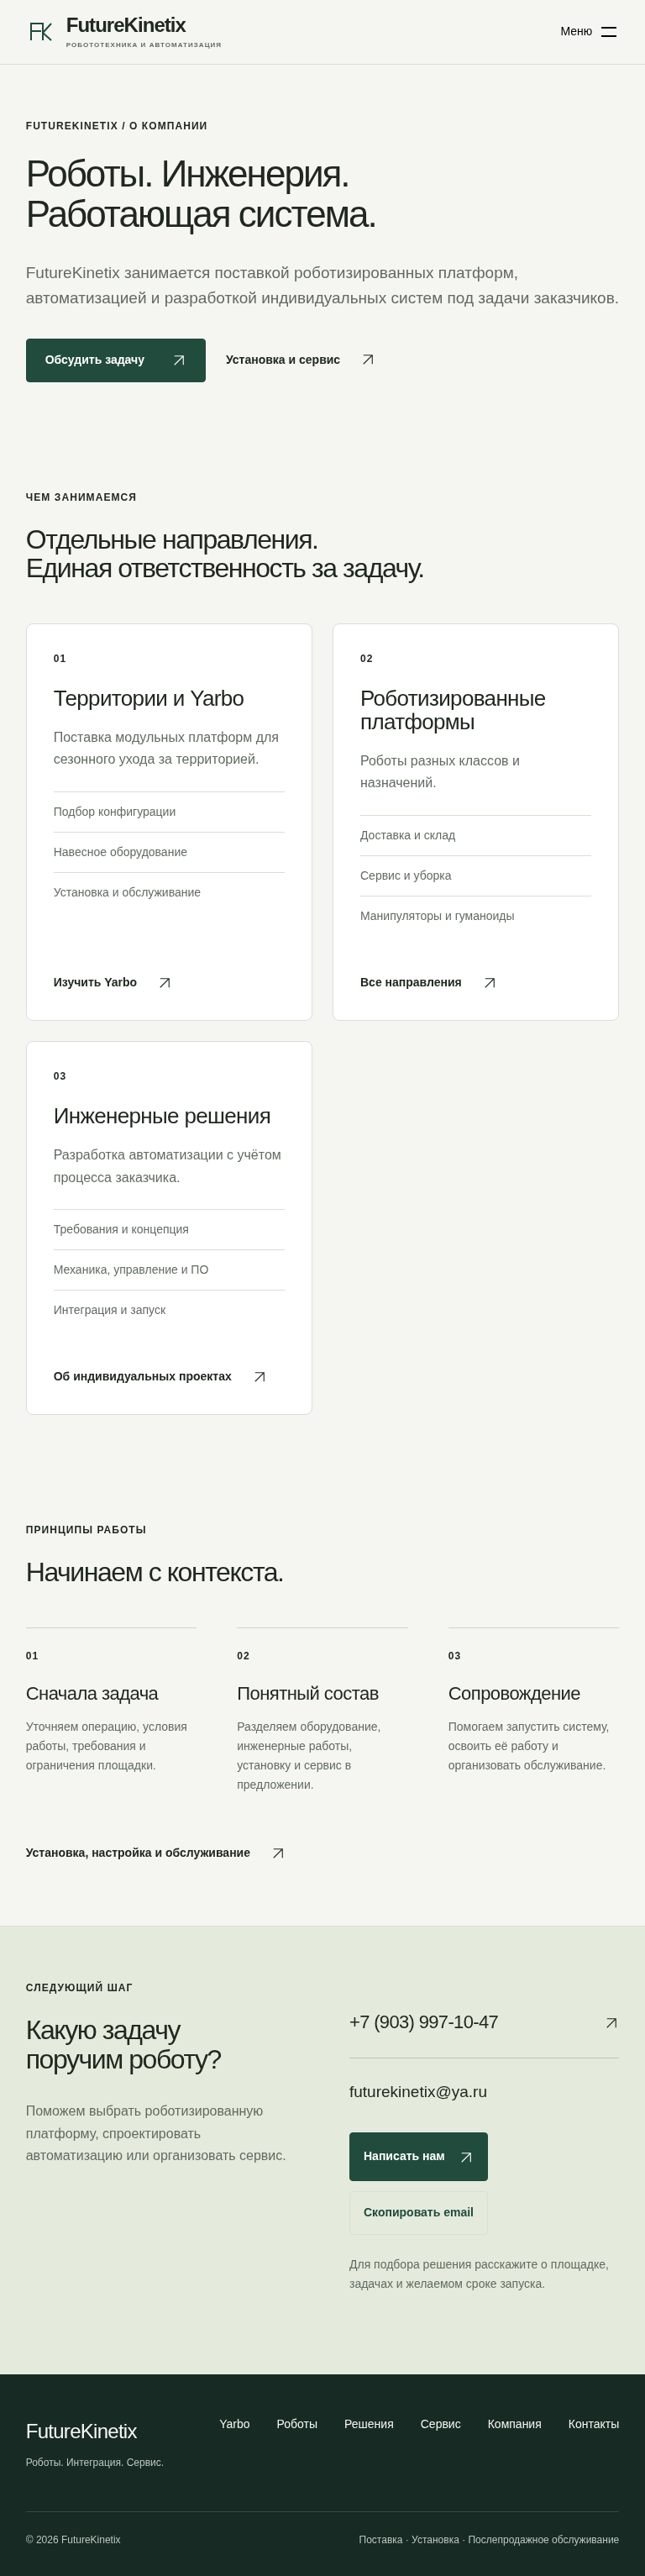 FK
FutureKinetix
РОБОТОТЕХНИКА И АВТОМАТИЗАЦИЯ
Меню
FUTUREKINETIX / О КОМПАНИИ
Роботы. Инженерия.
Работающая система.
FutureKinetix занимается поставкой роботизированных платформ,
автоматизацией и разработкой индивидуальных систем под задачи заказчиков.
Обсудить задачу
Установка и сервис
ЧЕМ ЗАНИМАЕМСЯ
Отдельные направления.
Единая ответственность за задачу.
01
Территории и Yarbo
Поставка модульных платформ для
сезонного ухода за территорией.
Подбор конфигурации
Навесное оборудование
Установка и обслуживание
Изучить Yarbo
02
Роботизированные
платформы
Роботы разных классов и
назначений.
Доставка и склад
Сервис и уборка
Манипуляторы и гуманоиды
Все направления
03
Инженерные решения
Разработка автоматизации с учётом
процесса заказчика.
Требования и концепция
Механика, управление и ПО
Интеграция и запуск
Об индивидуальных проектах
ПРИНЦИПЫ РАБОТЫ
Начинаем с контекста.
01
Сначала задача
Уточняем операцию, условия
работы, требования и
ограничения площадки.
02
Понятный состав
Разделяем оборудование,
инженерные работы,
установку и сервис в
предложении.
03
Сопровождение
Помогаем запустить систему,
освоить её работу и
организовать обслуживание.
Установка, настройка и обслуживание
СЛЕДУЮЩИЙ ШАГ
Какую задачу
поручим роботу?
Поможем выбрать роботизированную
платформу, спроектировать
автоматизацию или организовать сервис.
+7 (903) 997-10-47
futurekinetix@ya.ru
Написать нам
Скопировать email
Для подбора решения расскажите о площадке,
задачах и желаемом сроке запуска.
FutureKinetix
Роботы. Интеграция. Сервис.
Yarbo
Роботы
Решения
Сервис
Компания
Контакты
© 2026 FutureKinetix
Поставка · Установка · Послепродажное обслуживание